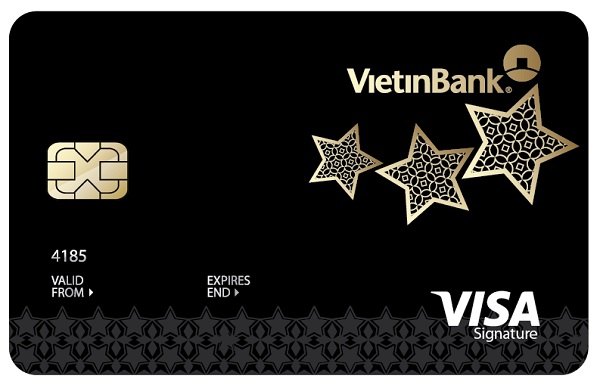 VIETINBANK®
4185
VALID FROM
EXPIRES END
VISA
Signature